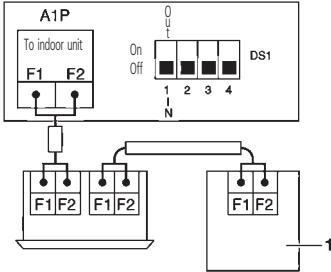 A1P
To indoor unit
F1 F2
Out
On
Off
DS1
1 2 3 4
N
F1 F2 F1 F2 F1 F2
1